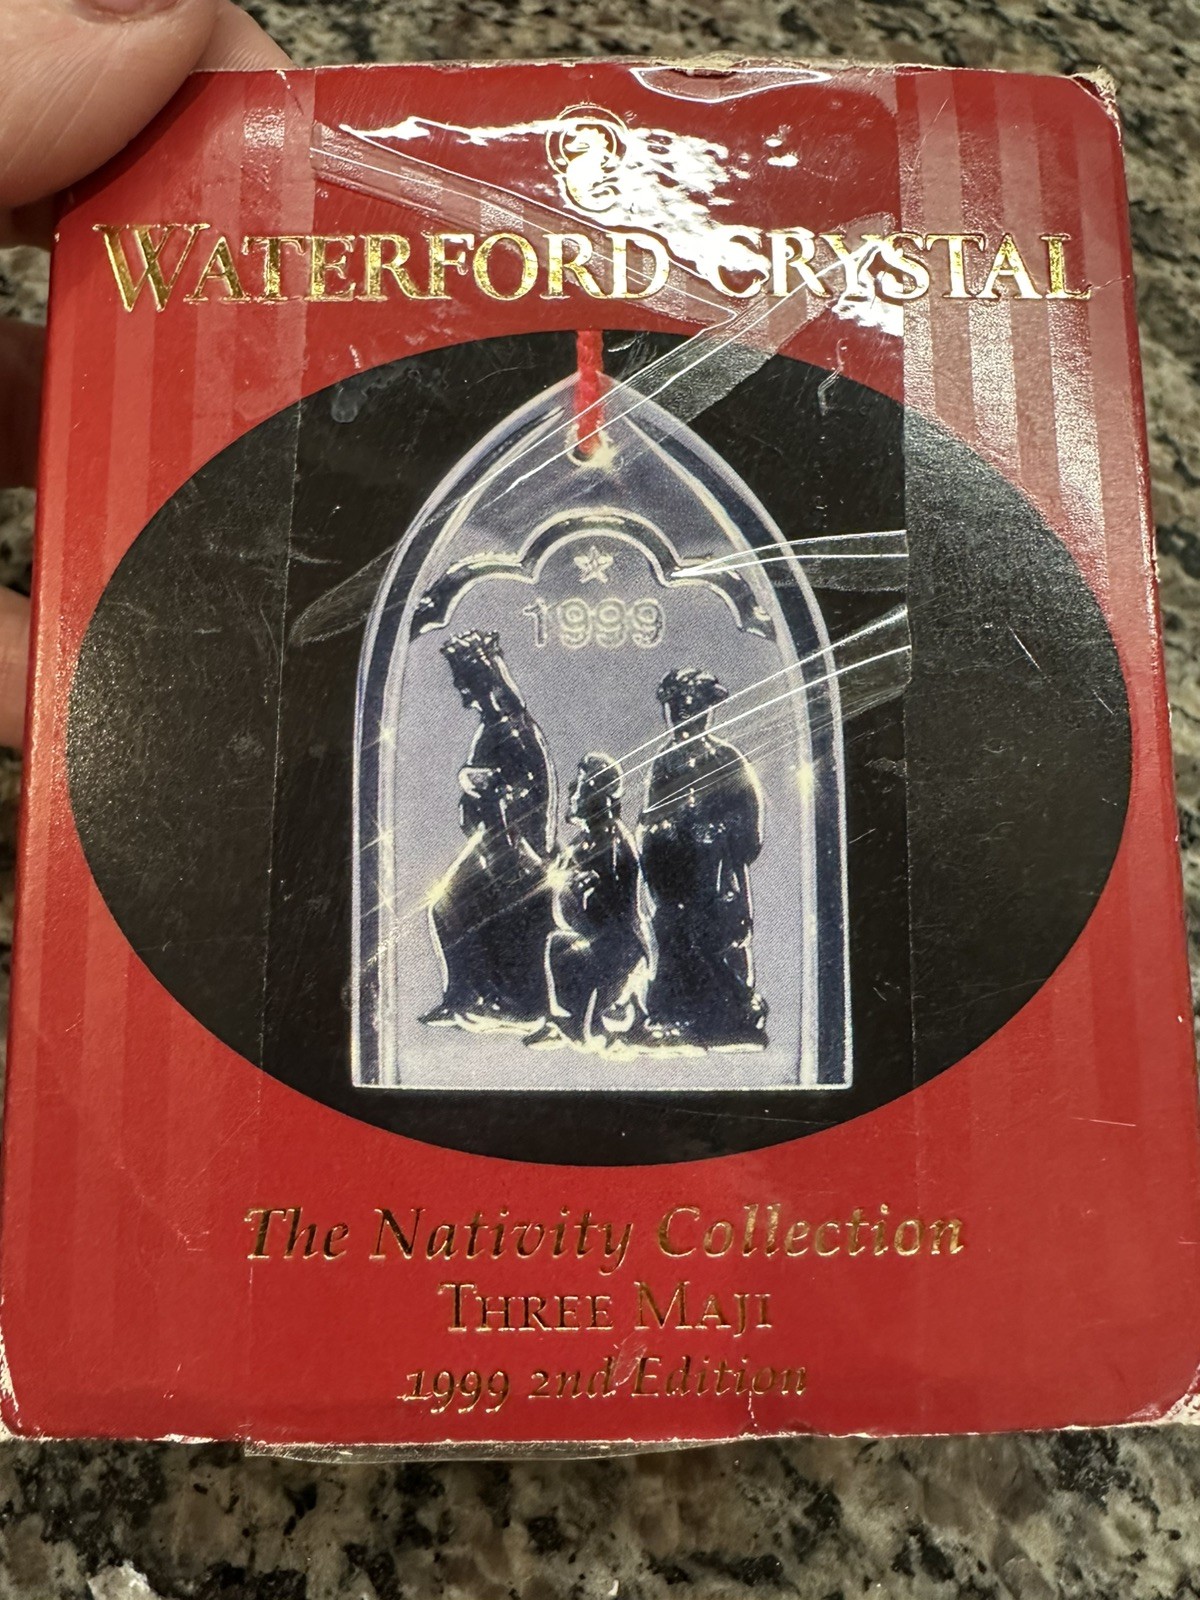 WATERFORD CRYSTAL
1999
The Nativity Collection
THREE MAJI
1999 2nd Edition